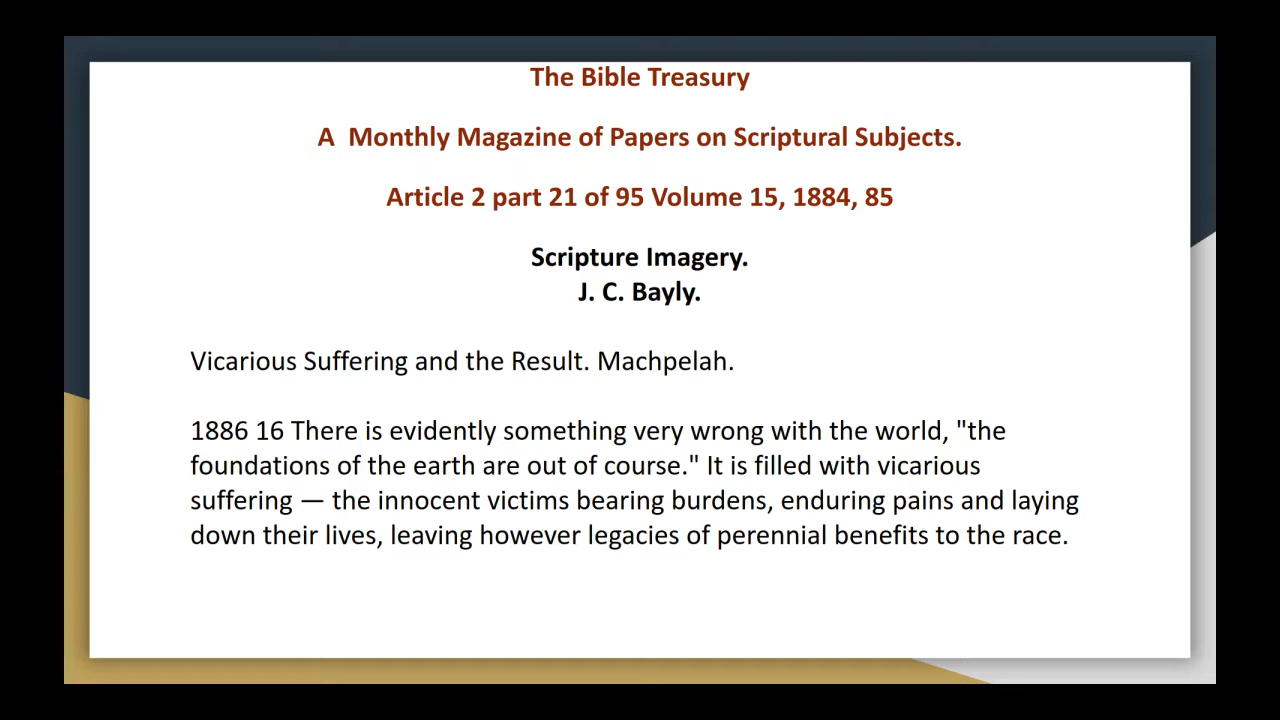 The Bible Treasury
A  Monthly Magazine of Papers on Scriptural Subjects.
Article 2 part 21 of 95 Volume 15, 1884, 85
Scripture Imagery.
J. C. Bayly.
Vicarious Suffering and the Result. Machpelah.
1886 16 There is evidently something very wrong with the world, "the
foundations of the earth are out of course." It is filled with vicarious
suffering — the innocent victims bearing burdens, enduring pains and laying
down their lives, leaving however legacies of perennial benefits to the race.